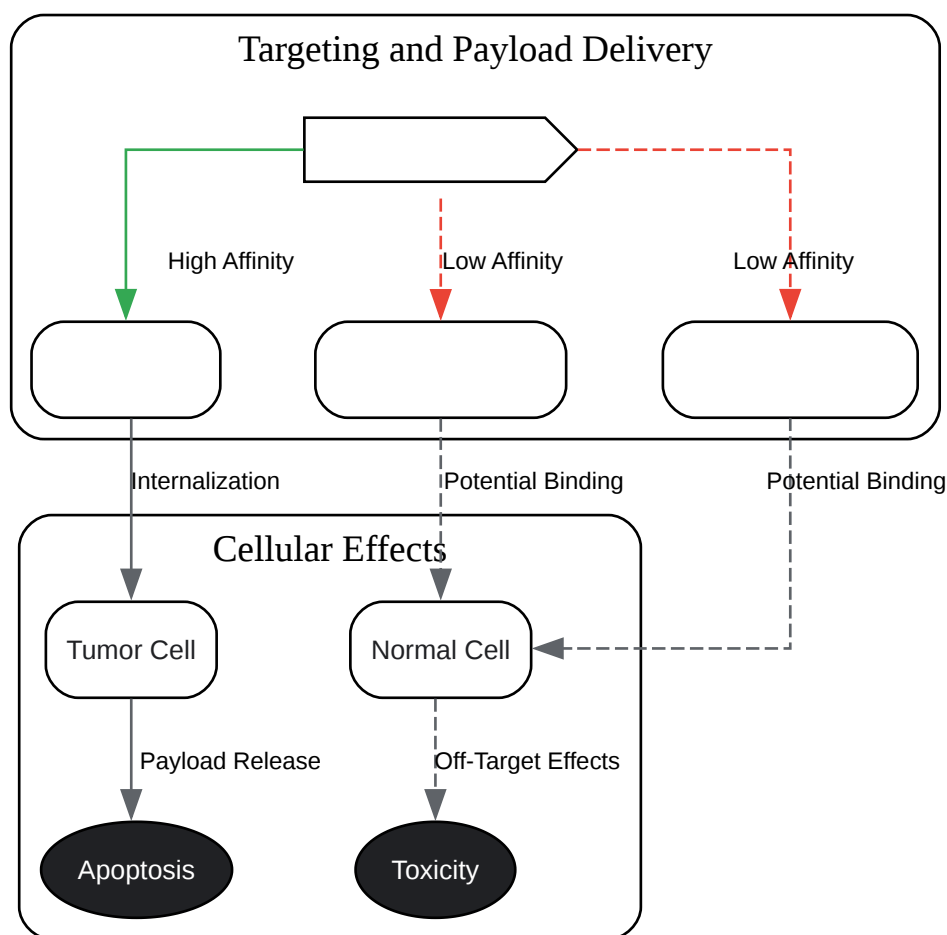 Targeting and Payload Delivery
High Affinity
Low Affinity
Low Affinity
Internalization
Potential Binding
Potential Binding
Cellular Effects
Tumor Cell
Normal Cell
Payload Release
Off-Target Effects
Apoptosis
Toxicity